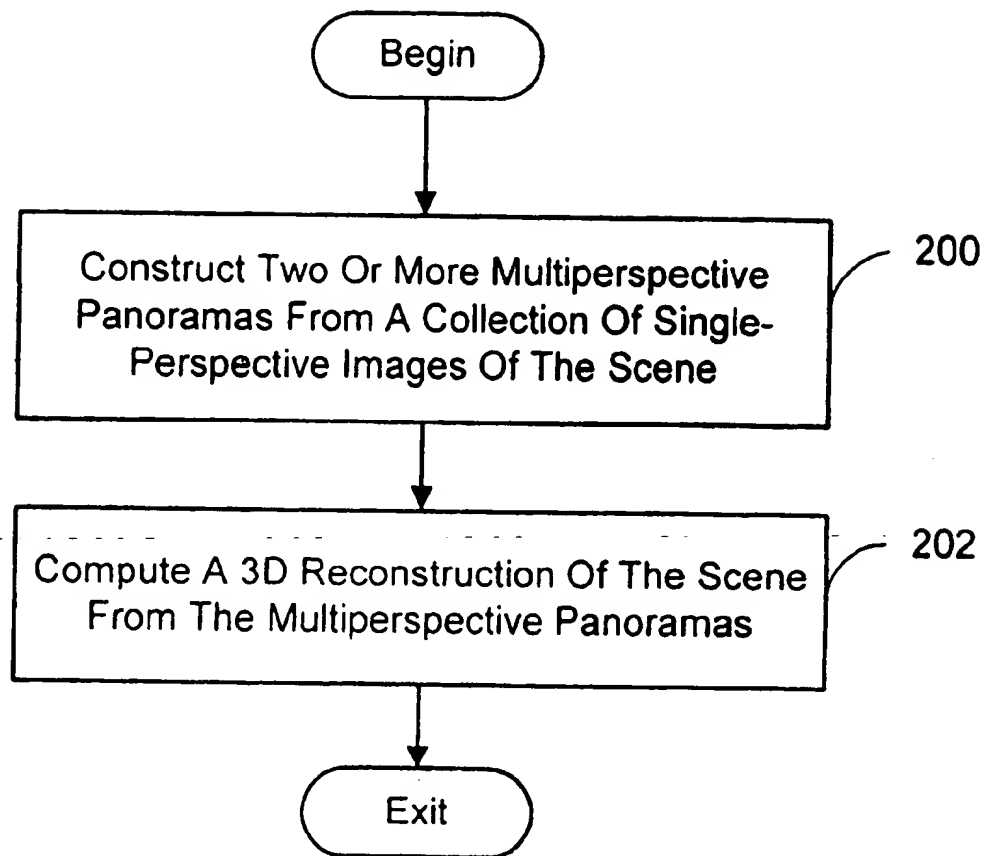 Begin
Construct Two Or More Multiperspective
Panoramas From A Collection Of Single-
Perspective Images Of The Scene
200
Compute A 3D Reconstruction Of The Scene
From The Multiperspective Panoramas
202
Exit